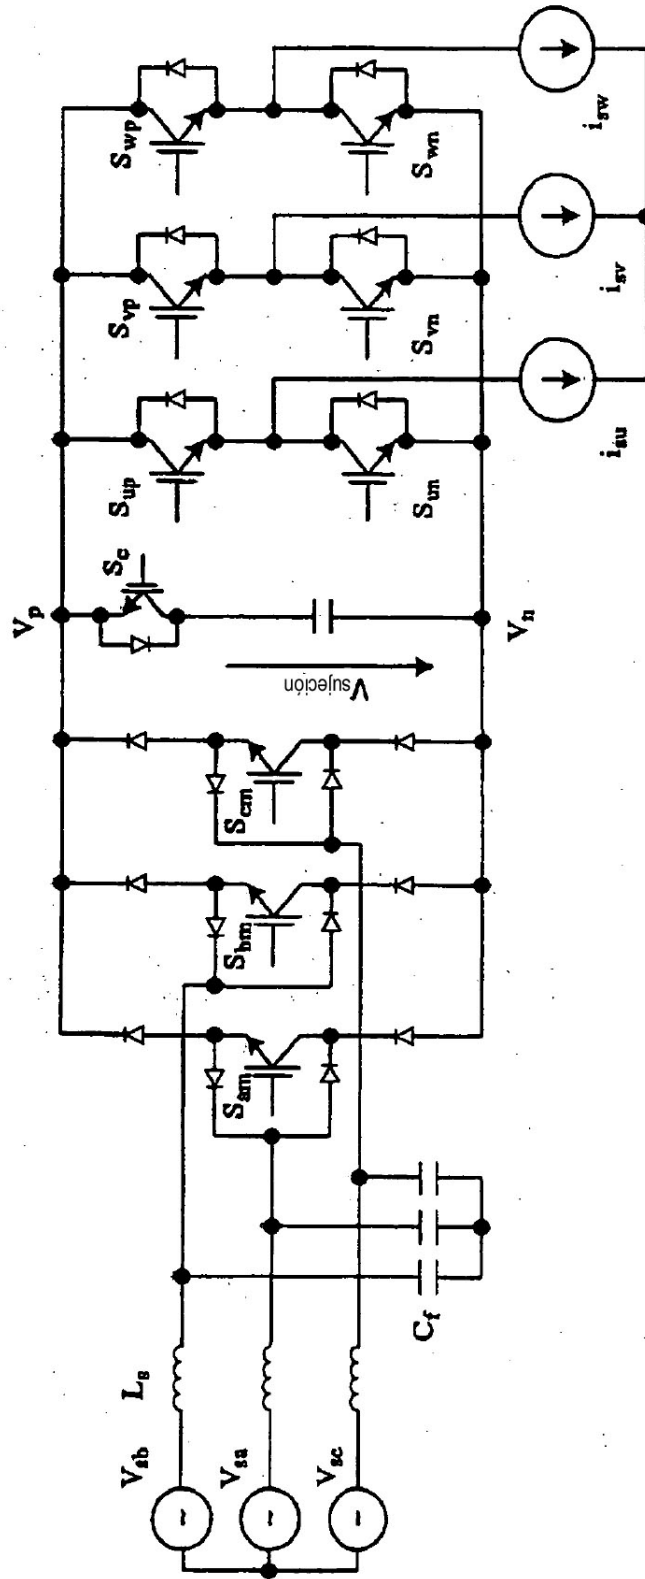 V_sb
L_s
V_sa
V_sc
C_f
S_am
S_bm
S_cm
V_sujeción
V_p
S_c
V_n
S_up
S_vp
S_wp
S_un
S_vn
S_wn
i_su
i_sv
i_sw